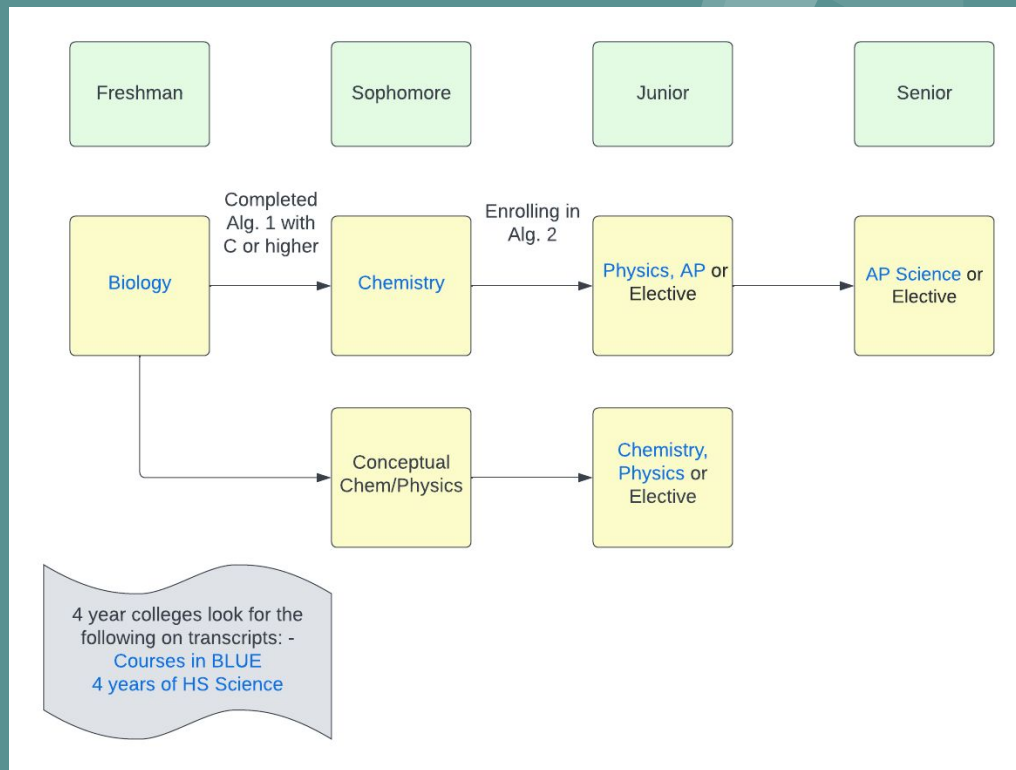 Freshman
Sophomore
Junior
Senior
Completed
Alg. 1 with
C or higher
Enrolling in
Alg. 2
Biology
Chemistry
Physics, AP or
Elective
AP Science or
Elective
Conceptual
Chem/Physics
Chemistry,
Physics or
Elective
4 year colleges look for the
following on transcripts: -
Courses in BLUE
4 years of HS Science